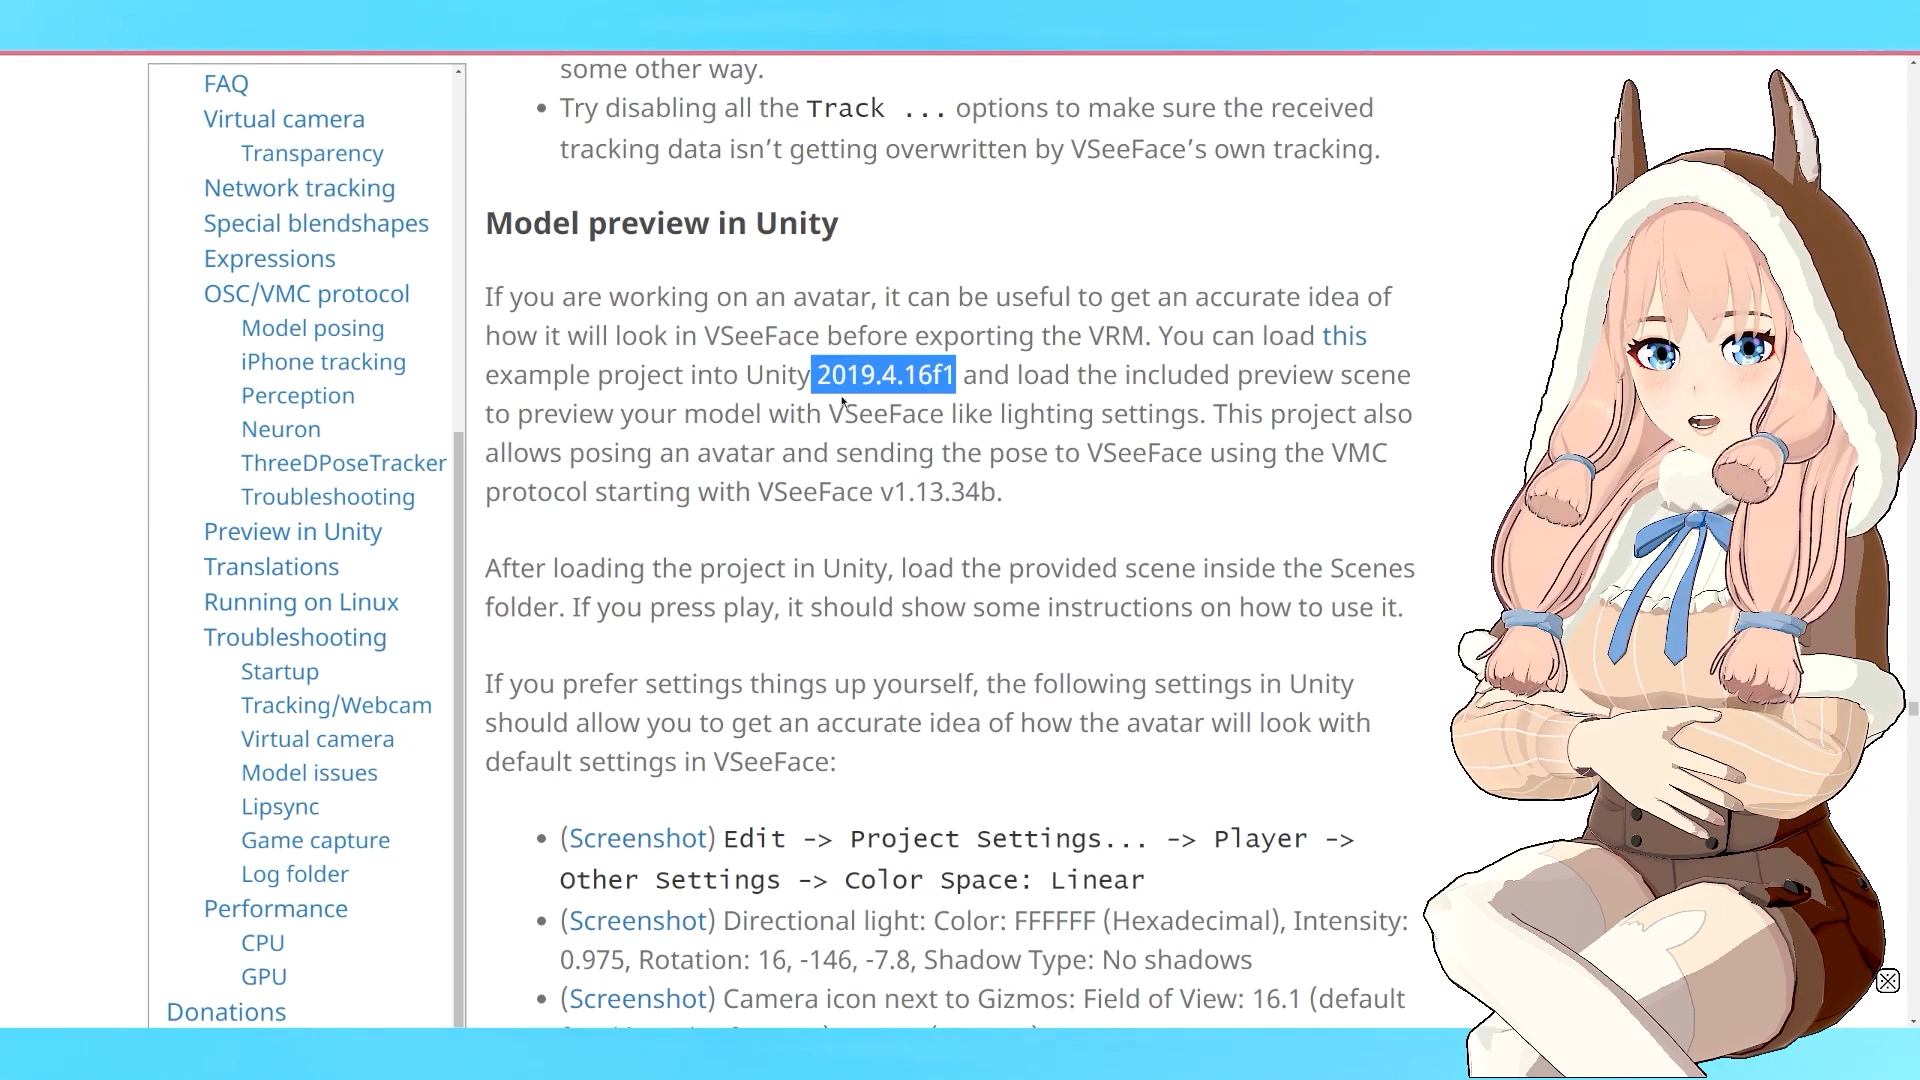 FAQ
Virtual camera
Transparency
Network tracking
Special blendshapes
Expressions
OSC/VMC protocol
Model posing
iPhone tracking
Perception
Neuron
ThreeDPoseTracker
Troubleshooting
Preview in Unity
Translations
Running on Linux
Troubleshooting
Startup
Tracking/Webcam
Virtual camera
Model issues
Lipsync
Game capture
Log folder
Performance
CPU
GPU
Donations
some other way.
• Try disabling all the Track ... options to make sure the received
tracking data isn’t getting overwritten by VSeeFace’s own tracking.
Model preview in Unity
If you are working on an avatar, it can be useful to get an accurate idea of
how it will look in VSeeFace before exporting the VRM. You can load this
example project into Unity 2019.4.16f1 and load the included preview scene
to preview your model with VSeeFace like lighting settings. This project also
allows posing an avatar and sending the pose to VSeeFace using the VMC
protocol starting with VSeeFace v1.13.34b.
After loading the project in Unity, load the provided scene inside the Scenes
folder. If you press play, it should show some instructions on how to use it.
If you prefer settings things up yourself, the following settings in Unity
should allow you to get an accurate idea of how the avatar will look with
default settings in VSeeFace:
• (Screenshot) Edit -> Project Settings... -> Player ->
Other Settings -> Color Space: Linear
• (Screenshot) Directional light: Color: FFFFFF (Hexadecimal), Intensity:
0.975, Rotation: 16, -146, -7.8, Shadow Type: No shadows
• (Screenshot) Camera icon next to Gizmos: Field of View: 16.1 (default